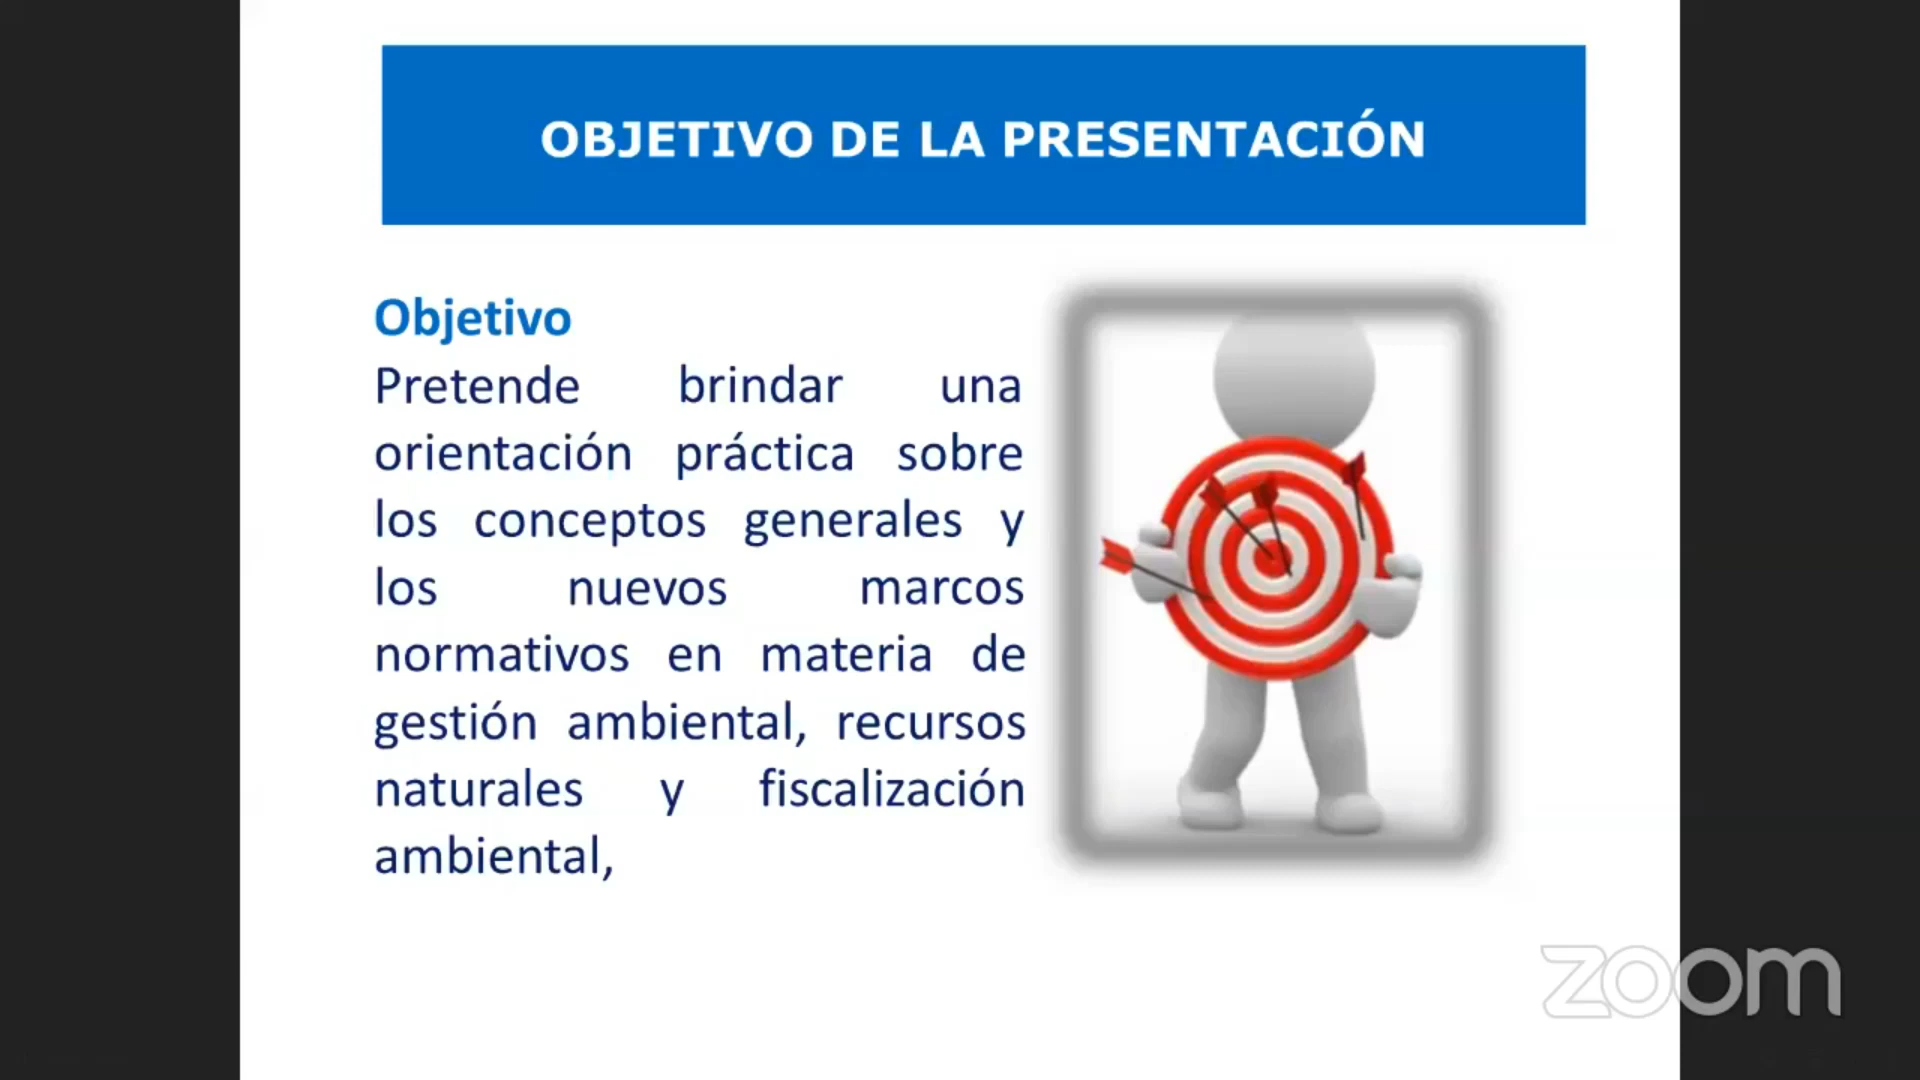 OBJETIVO DE LA PRESENTACIÓN
Objetivo
Pretende brindar una
orientación práctica sobre
los conceptos generales y
los nuevos marcos
normativos en materia de
gestión ambiental, recursos
naturales y fiscalización
ambiental,
zoom